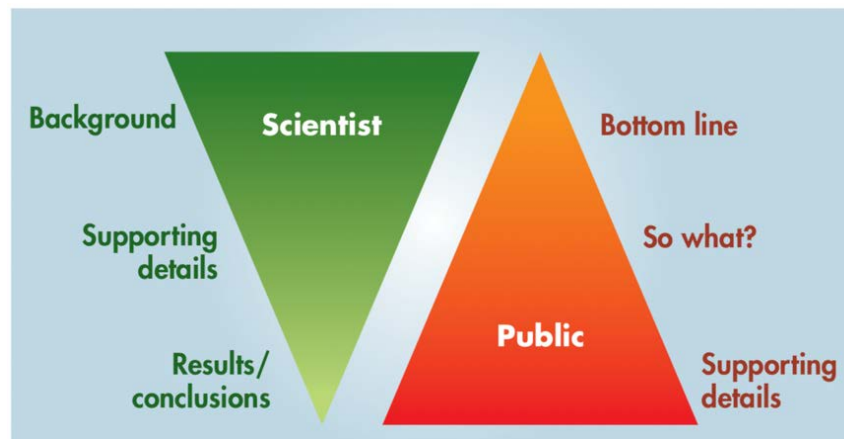 Background
Scientist
Supporting
details
Results/
conclusions
Bottom line
So what?
Public
Supporting
details